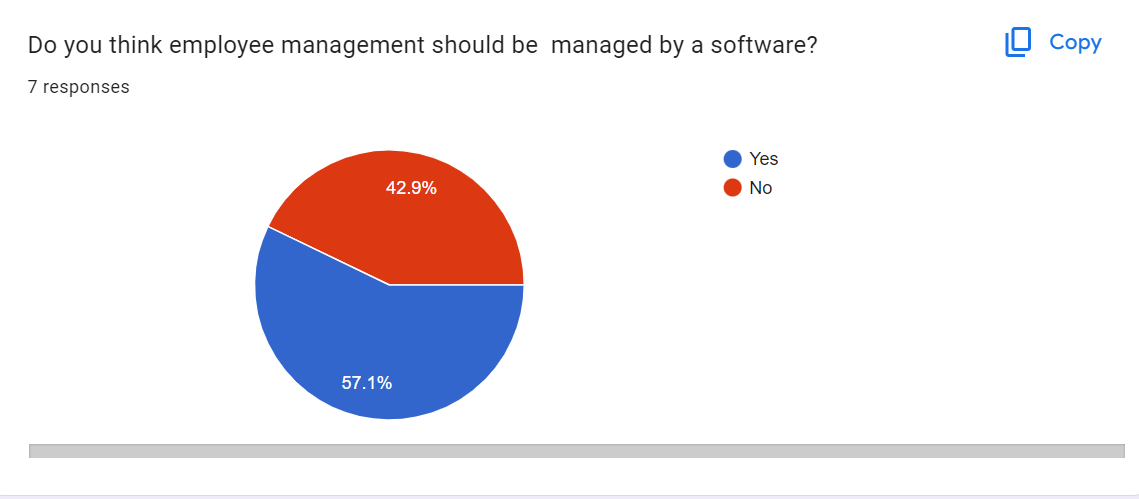 Do you think employee management should be  managed by a software?
Copy
7 responses
Yes
No
42.9%
57.1%